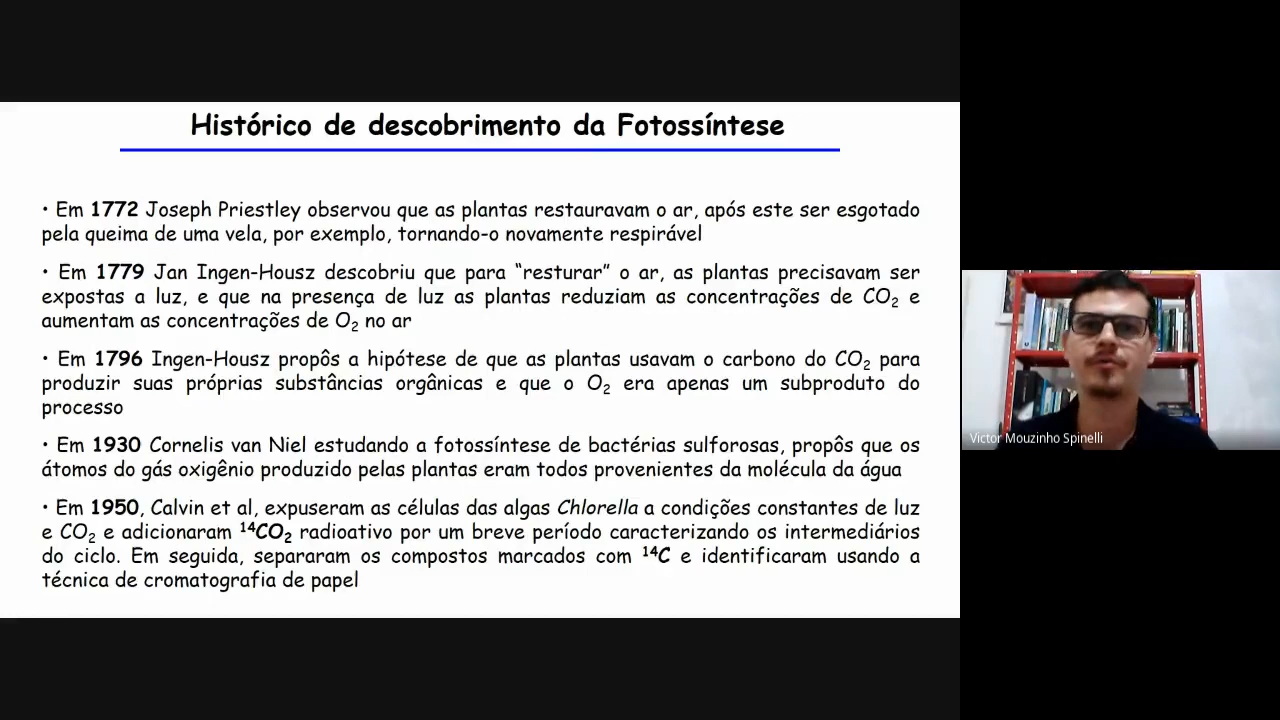 Histórico de descobrimento da Fotossíntese
• Em 1772 Joseph Priestley observou que as plantas restauravam o ar, após este ser esgotado
pela queima de uma vela, por exemplo, tornando-o novamente respirável
• Em 1779 Jan Ingen-Housz descobriu que para “resturar” o ar, as plantas precisavam ser
expostas a luz, e que na presença de luz as plantas reduziam as concentrações de CO₂ e
aumentam as concentrações de O₂ no ar
• Em 1796 Ingen-Housz propôs a hipótese de que as plantas usavam o carbono do CO₂ para
produzir suas próprias substâncias orgânicas e que o O₂ era apenas um subproduto do
processo
• Em 1930 Cornelis van Niel estudando a fotossíntese de bactérias sulforosas, propôs que os
átomos do gás oxigênio produzido pelas plantas eram todos provenientes da molécula da água
• Em 1950, Calvin et al, expuseram as células das algas Chlorella a condições constantes de luz
e CO₂ e adicionaram ¹⁴CO₂ radioativo por um breve período caracterizando os intermediários
do ciclo. Em seguida, separaram os compostos marcados com ¹⁴C e identificaram usando a
técnica de cromatografia de papel
Victor Mouzinho Spinelli